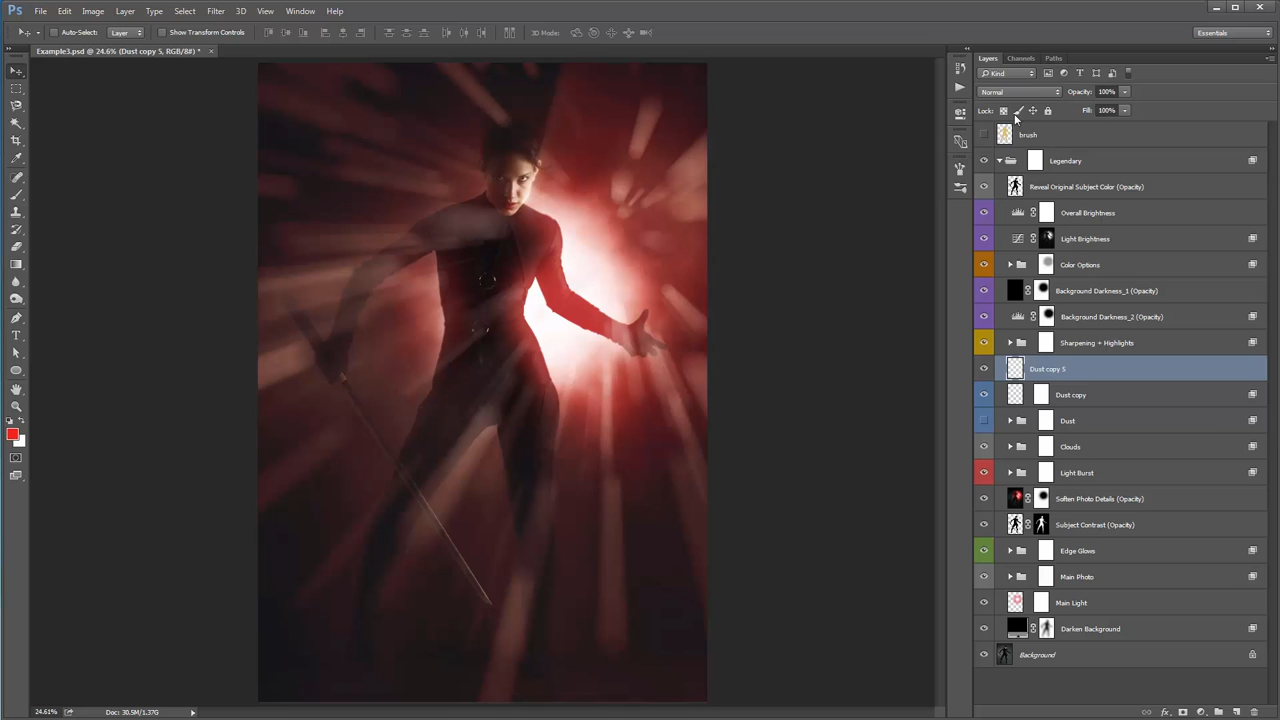 Ps File Edit Image Layer Type Select Filter 3D View Window Help
Auto-Select: Layer Show Transform Controls 3D Mode: Essentials
Example3.psd @ 24.6% (Dust copy 5, RGB/8#) * ×
Layers Channels Paths
Kind
Normal Opacity: 100%
Lock: Fill: 100%
brush
Legendary
Reveal Original Subject Color (Opacity)
Overall Brightness
Light Brightness
Color Options
Background Darkness_1 (Opacity)
Background Darkness_2 (Opacity)
Sharpening + Highlights
Dust copy 5
Dust copy
Dust
Clouds
Light Burst
Soften Photo Details (Opacity)
Subject Contrast (Opacity)
Edge Glows
Main Photo
Main Light
Darken Background
Background
24.61% Doc: 30.5M/1.37G fx